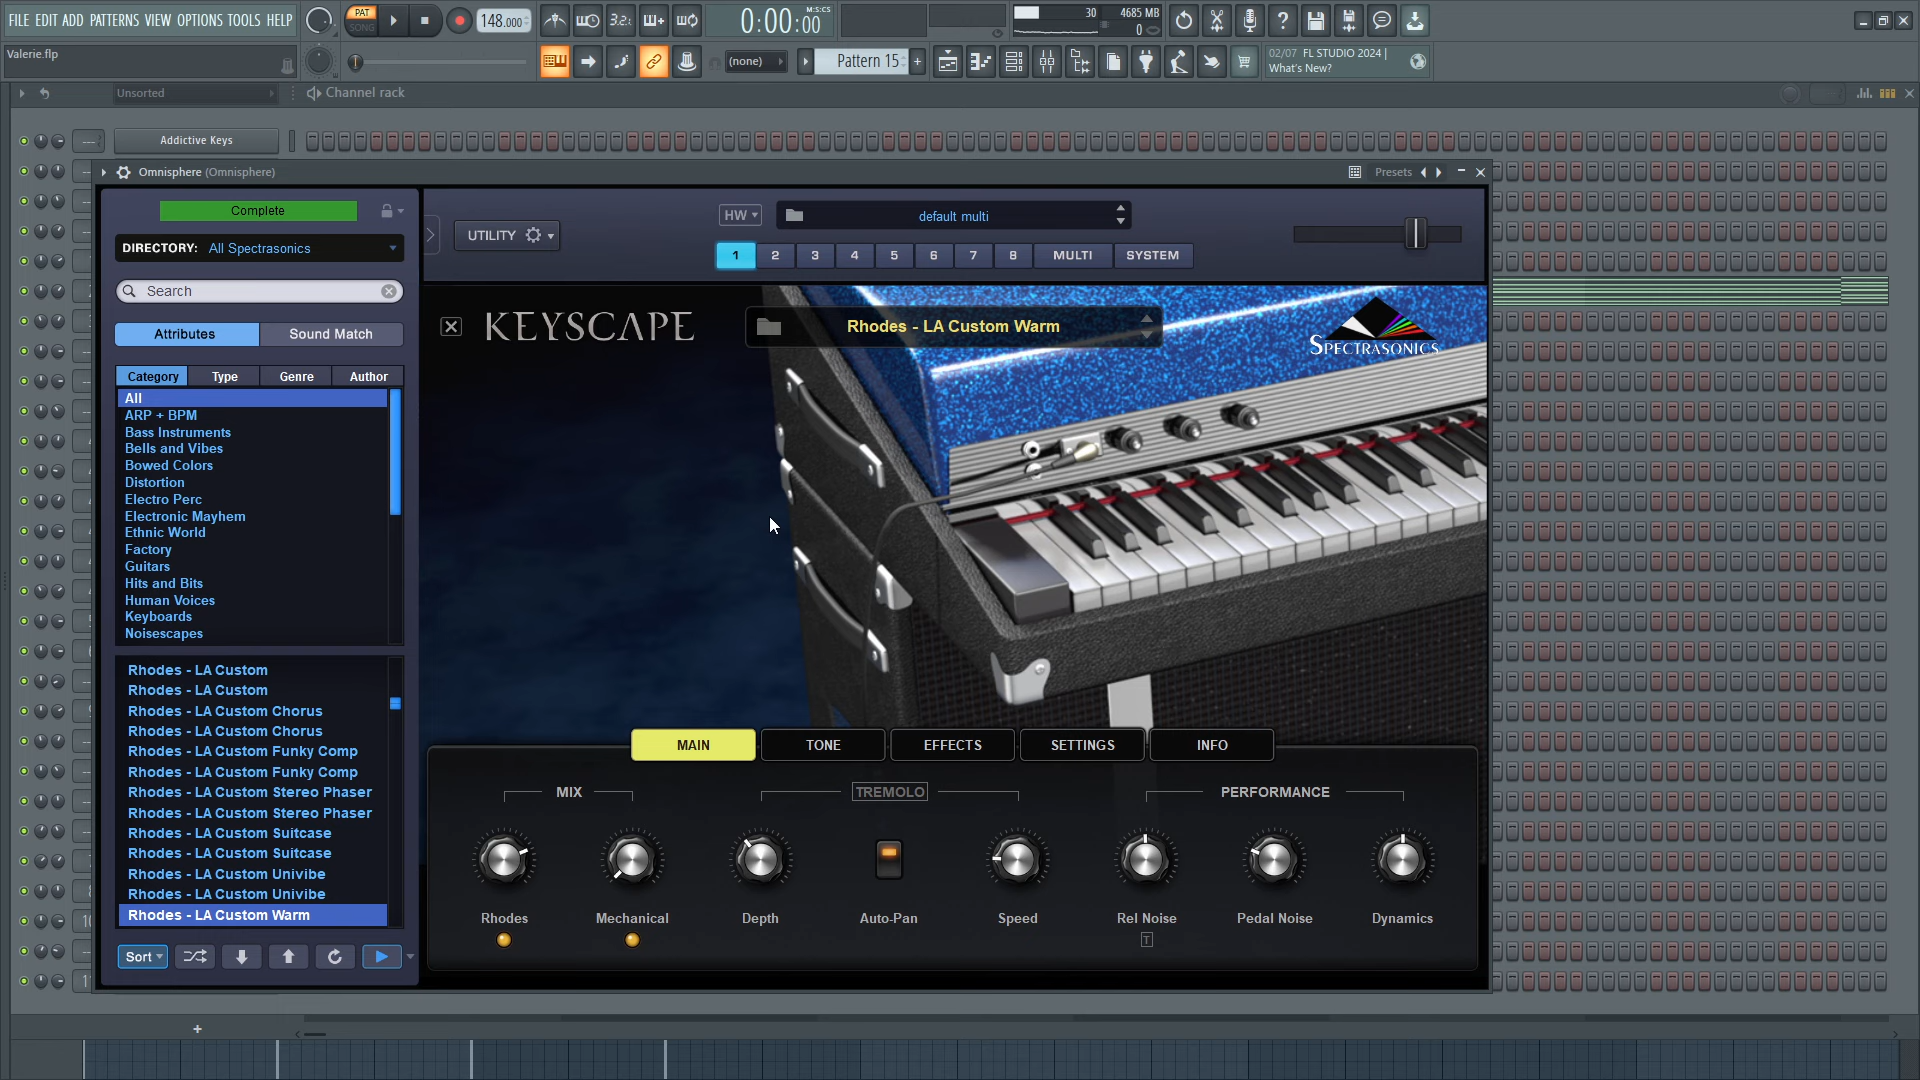 FILE EDIT ADD PATTERNS VIEW OPTIONS TOOLS HELP
PAT
SONG
148.000
3.2:
0:00:00
M:S:CS
30
4685 MB
0
Valerie.flp
(none)
Pattern 15
+
02/07 FL STUDIO 2024 |
What's New?
Unsorted
Channel rack
Addictive Keys
Omnisphere (Omnisphere)
Presets
Complete
DIRECTORY: All Spectrasonics
Search
Attributes
Sound Match
Category
Type
Genre
Author
All
ARP + BPM
Bass Instruments
Bells and Vibes
Bowed Colors
Distortion
Electro Perc
Electronic Mayhem
Ethnic World
Factory
Guitars
Hits and Bits
Human Voices
Keyboards
Noisescapes
Rhodes - LA Custom
Rhodes - LA Custom
Rhodes - LA Custom Chorus
Rhodes - LA Custom Chorus
Rhodes - LA Custom Funky Comp
Rhodes - LA Custom Funky Comp
Rhodes - LA Custom Stereo Phaser
Rhodes - LA Custom Stereo Phaser
Rhodes - LA Custom Suitcase
Rhodes - LA Custom Suitcase
Rhodes - LA Custom Univibe
Rhodes - LA Custom Univibe
Rhodes - LA Custom Warm
Sort
UTILITY
HW
default multi
1
2
3
4
5
6
7
8
MULTI
SYSTEM
KEYSCAPE
Rhodes - LA Custom Warm
SPECTRASONICS
MAIN
TONE
EFFECTS
SETTINGS
INFO
MIX
TREMOLO
PERFORMANCE
Rhodes
Mechanical
Depth
Auto-Pan
Speed
Rel Noise
Pedal Noise
Dynamics
T
+